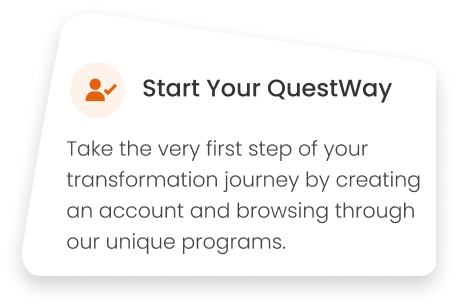 Start Your QuestWay
Take the very first step of your
transformation journey by creating
an account and browsing through
our unique programs.